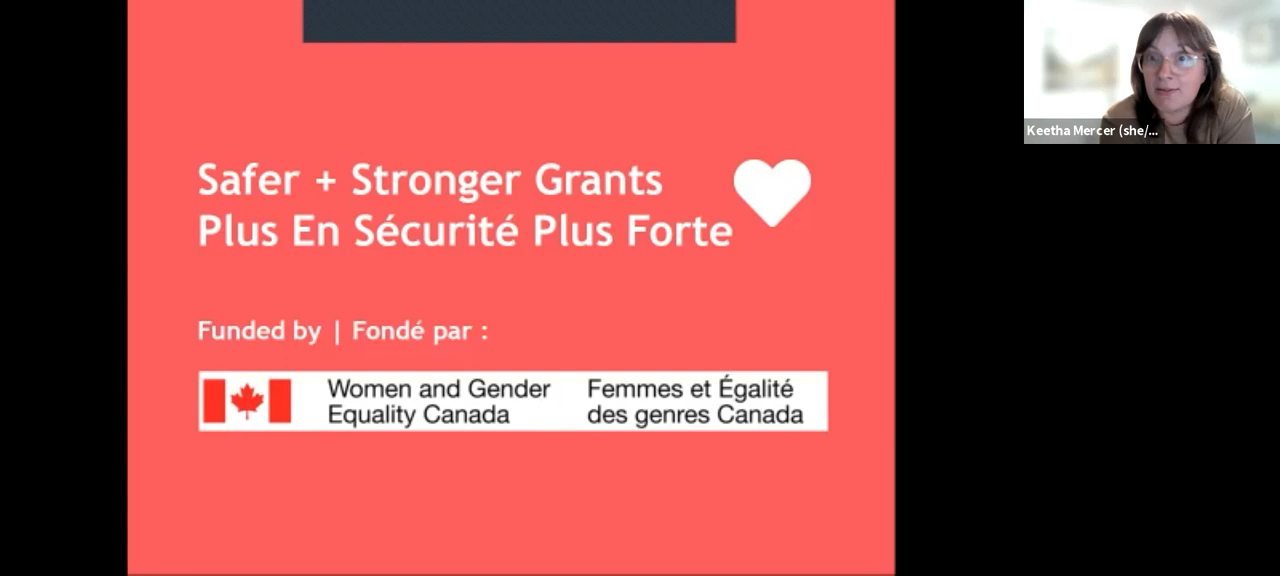 Safer + Stronger Grants
Plus En Sécurité Plus Forte
Funded by | Fondé par :
Women and Gender
Equality Canada
Femmes et Égalité
des genres Canada
Keetha Mercer (she/...